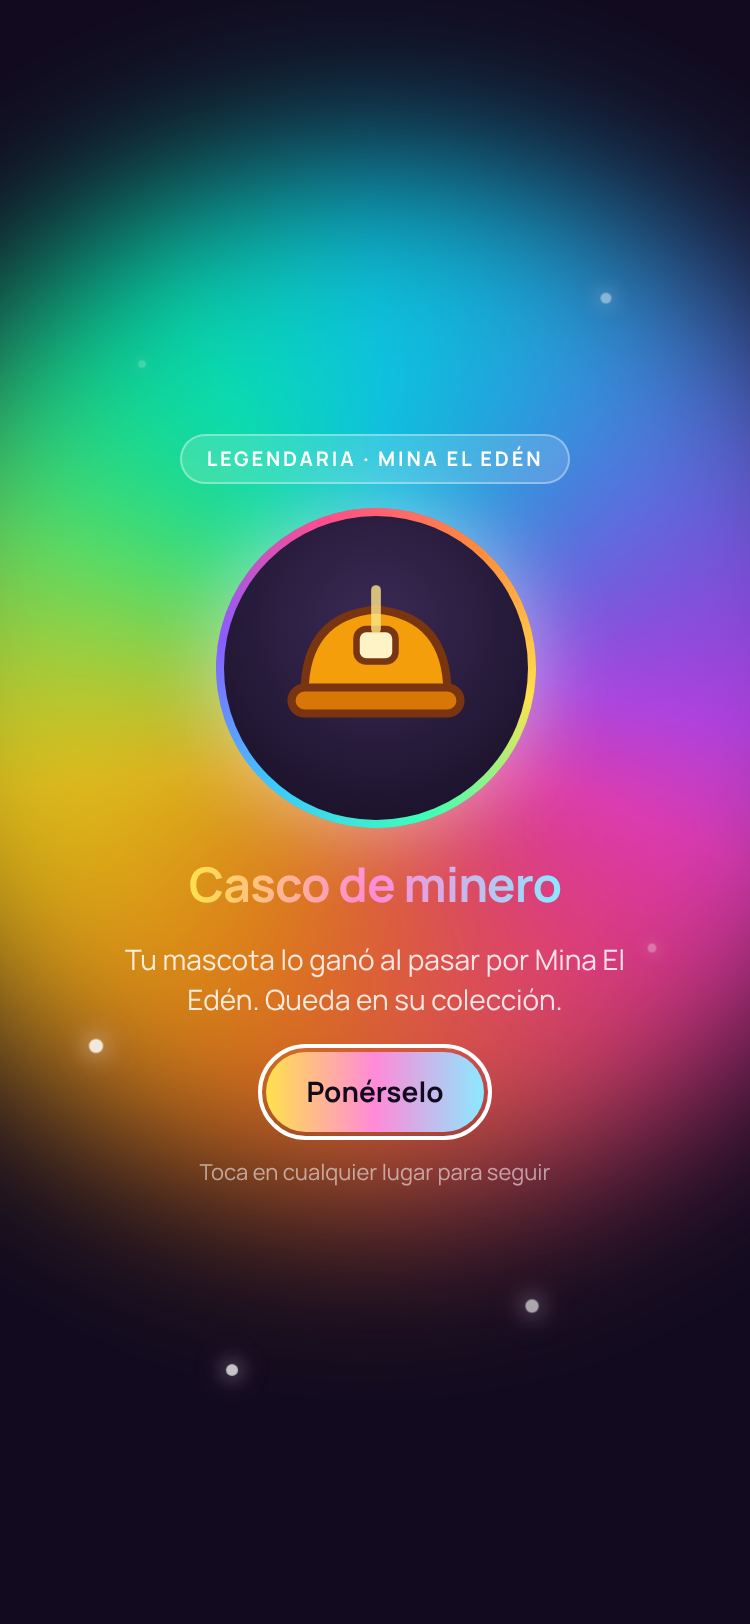 LEGENDARIA · MINA EL EDÉN
Casco de minero
Tu mascota lo ganó al pasar por Mina El
Edén. Queda en su colección.
Ponérselo
Toca en cualquier lugar para seguir